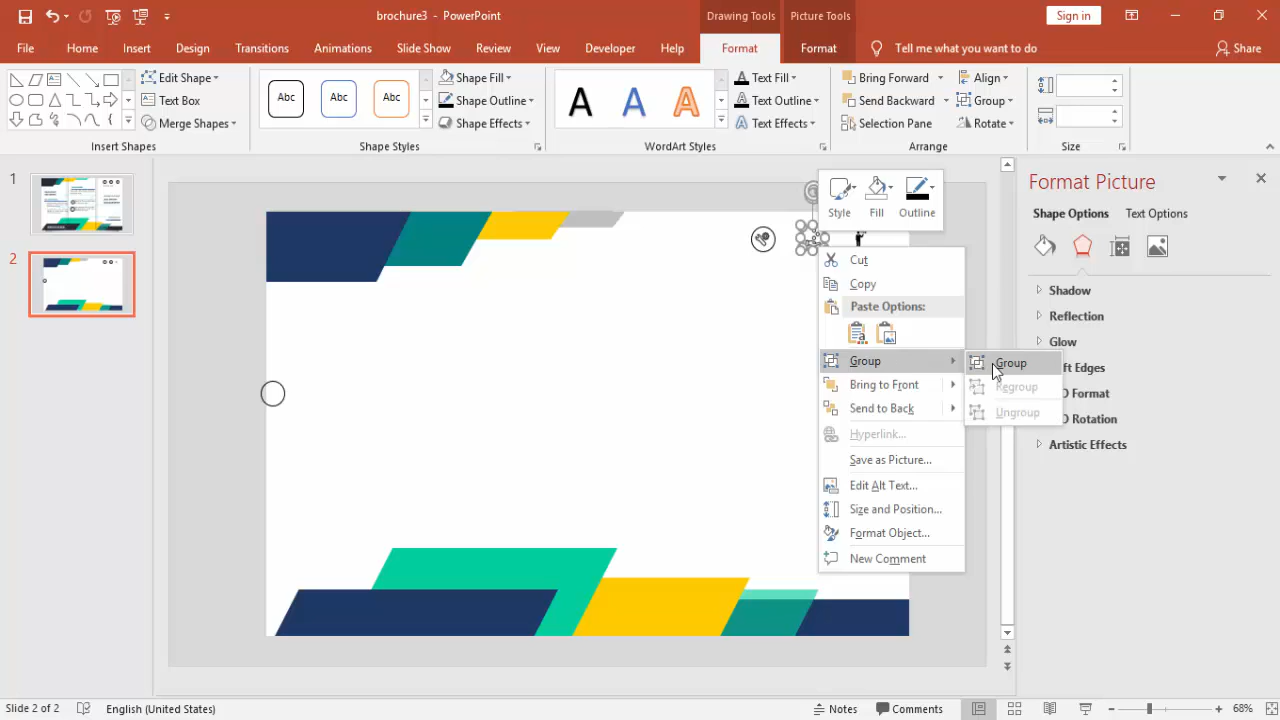 brochure3 - PowerPoint
Drawing Tools
Picture Tools
Sign in
File
Home
Insert
Design
Transitions
Animations
Slide Show
Review
View
Developer
Help
Format
Format
Tell me what you want to do
Share
Edit Shape
Text Box
Merge Shapes
Insert Shapes
Abc
Abc
Abc
Shape Fill
Shape Outline
Shape Effects
Shape Styles
A
A
A
Text Fill
Text Outline
Text Effects
WordArt Styles
Bring Forward
Send Backward
Selection Pane
Align
Group
Rotate
Arrange
Size
1
2
Style
Fill
Outline
Cut
Copy
Paste Options:
Group
Bring to Front
Send to Back
Hyperlink...
Save as Picture...
Edit Alt Text...
Size and Position...
Format Object...
New Comment
Group
Regroup
Ungroup
Format Picture
Shape Options
Text Options
Shadow
Reflection
Glow
ft Edges
D Format
D Rotation
Artistic Effects
Slide 2 of 2
English (United States)
Notes
Comments
68%